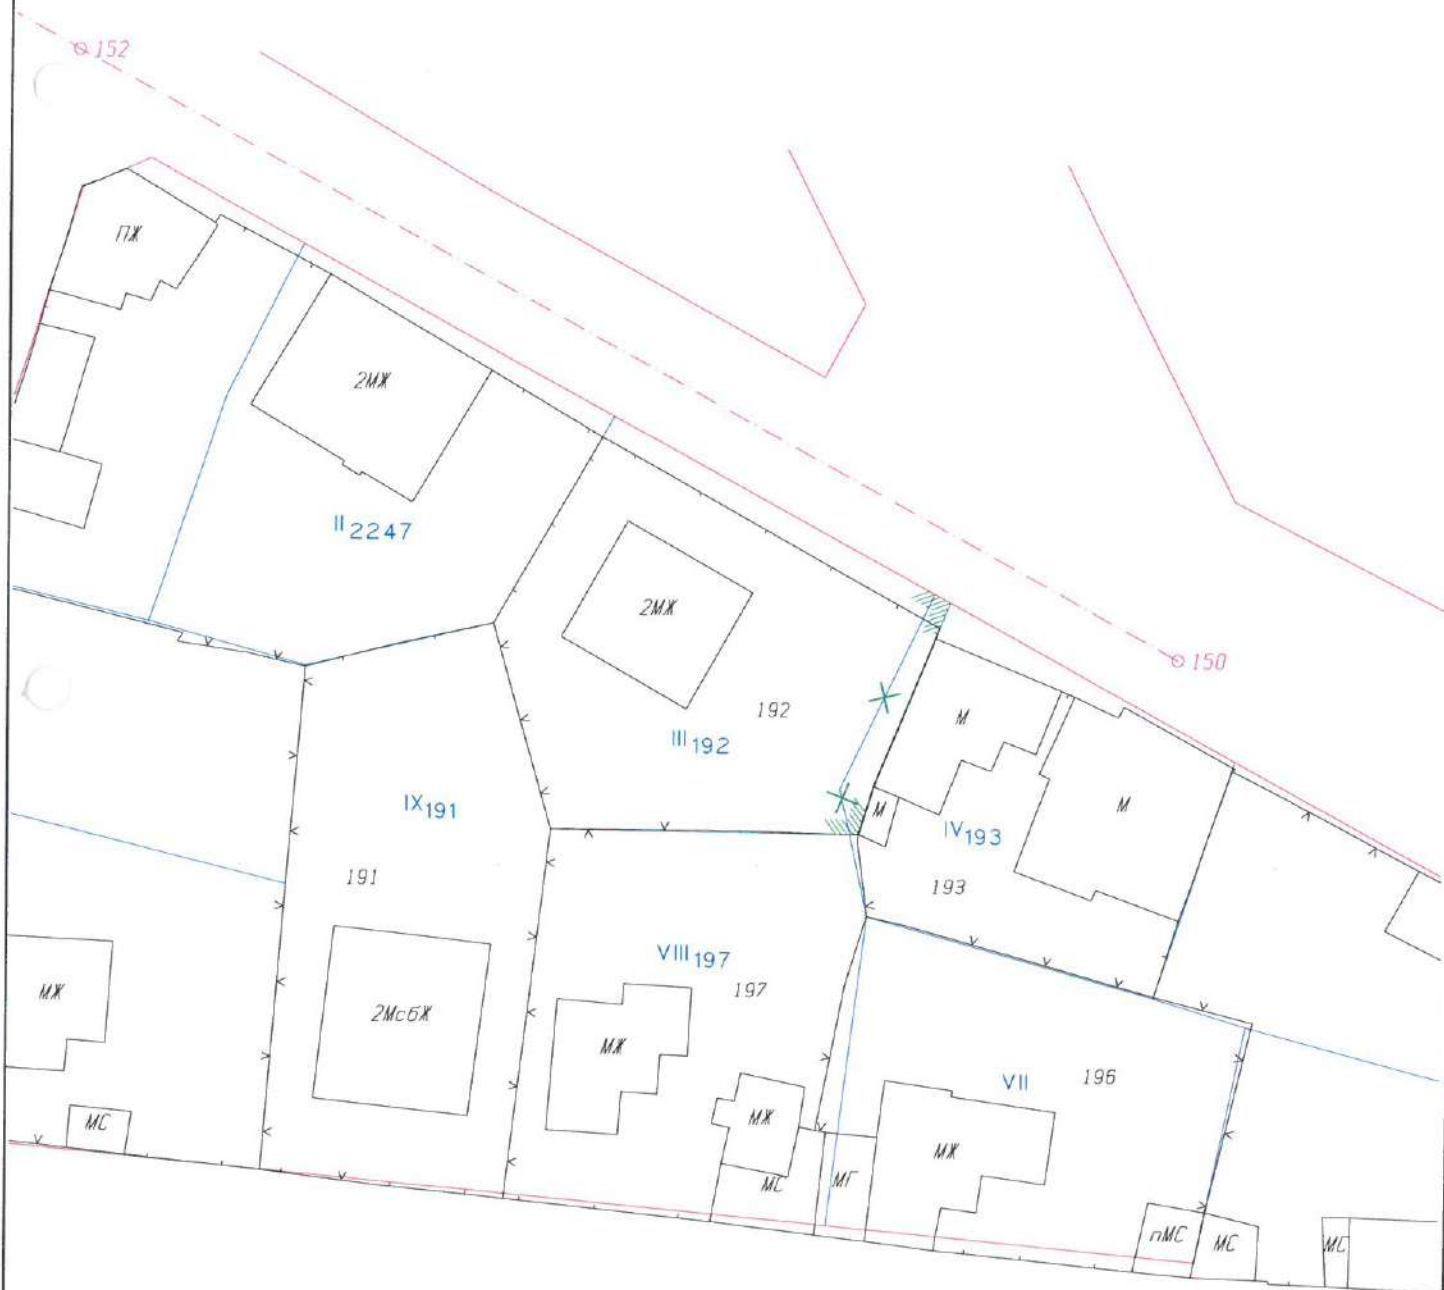 152
ПЖ
2МЖ
II 2247
2МЖ
192
III 192
150
М
М
М
IX 191
IV 193
191
193
VIII 197
197
МЖ
2МсбЖ
МЖ
VII
196
МС
МЖ
МЖ
МС
МГ
пМС
МС
МС